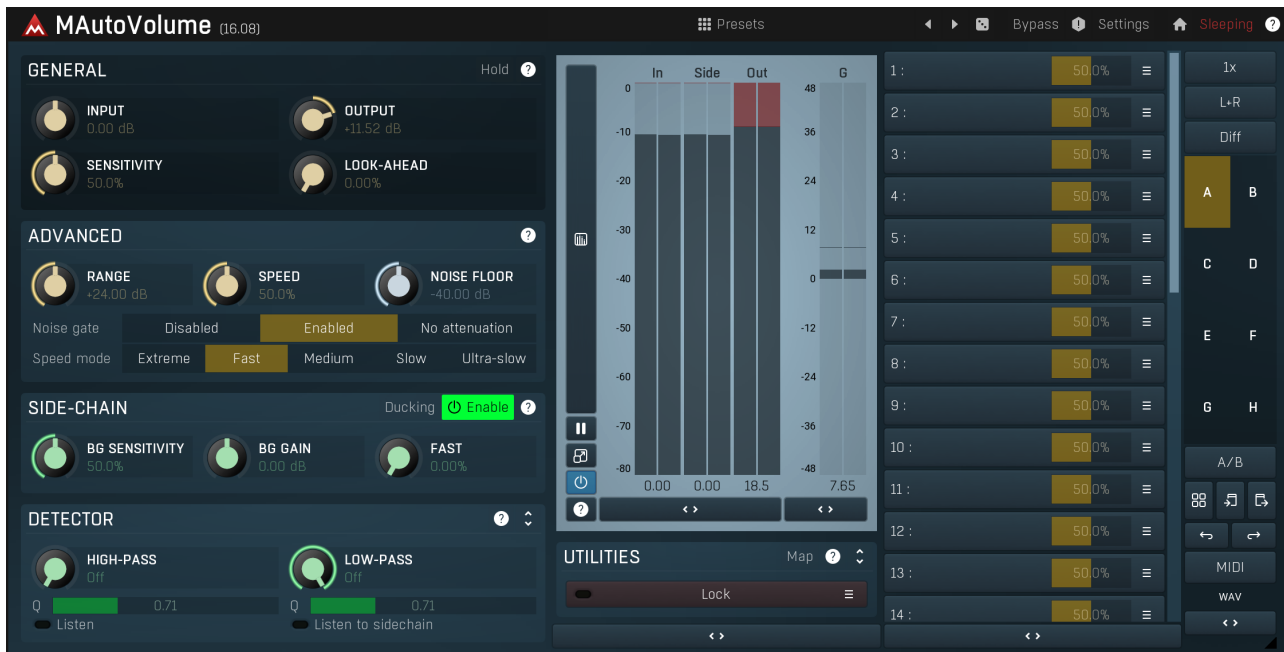 MAutoVolume (16.08)
Presets
Bypass
Settings
Sleeping
?
GENERAL
Hold
?
INPUT
0.00 dB
OUTPUT
+11.52 dB
SENSITIVITY
50.0%
LOOK-AHEAD
0.00%
ADVANCED
?
RANGE
+24.00 dB
SPEED
50.0%
NOISE FLOOR
-40.00 dB
Noise gate
Disabled
Enabled
No attenuation
Speed mode
Extreme
Fast
Medium
Slow
Ultra-slow
SIDE-CHAIN
Ducking
Enable
?
BG SENSITIVITY
50.0%
BG GAIN
0.00 dB
FAST
0.00%
DETECTOR
?
HIGH-PASS
Off
LOW-PASS
Off
Q
0.71
Q
0.71
Listen
Listen to sidechain
In
Side
Out
G
0
-10
-20
-30
-40
-50
-60
-70
-80
48
36
24
12
0
-12
-24
-36
-48
0.00
0.00
18.5
7.65
?
UTILITIES
Map
?
Lock
1 :
50.0%
2 :
50.0%
3 :
50.0%
4 :
50.0%
5 :
50.0%
6 :
50.0%
7 :
50.0%
8 :
50.0%
9 :
50.0%
10 :
50.0%
11 :
50.0%
12 :
50.0%
13 :
50.0%
14 :
50.0%
1x
L+R
Diff
A
B
C
D
E
F
G
H
A/B
MIDI
WAV